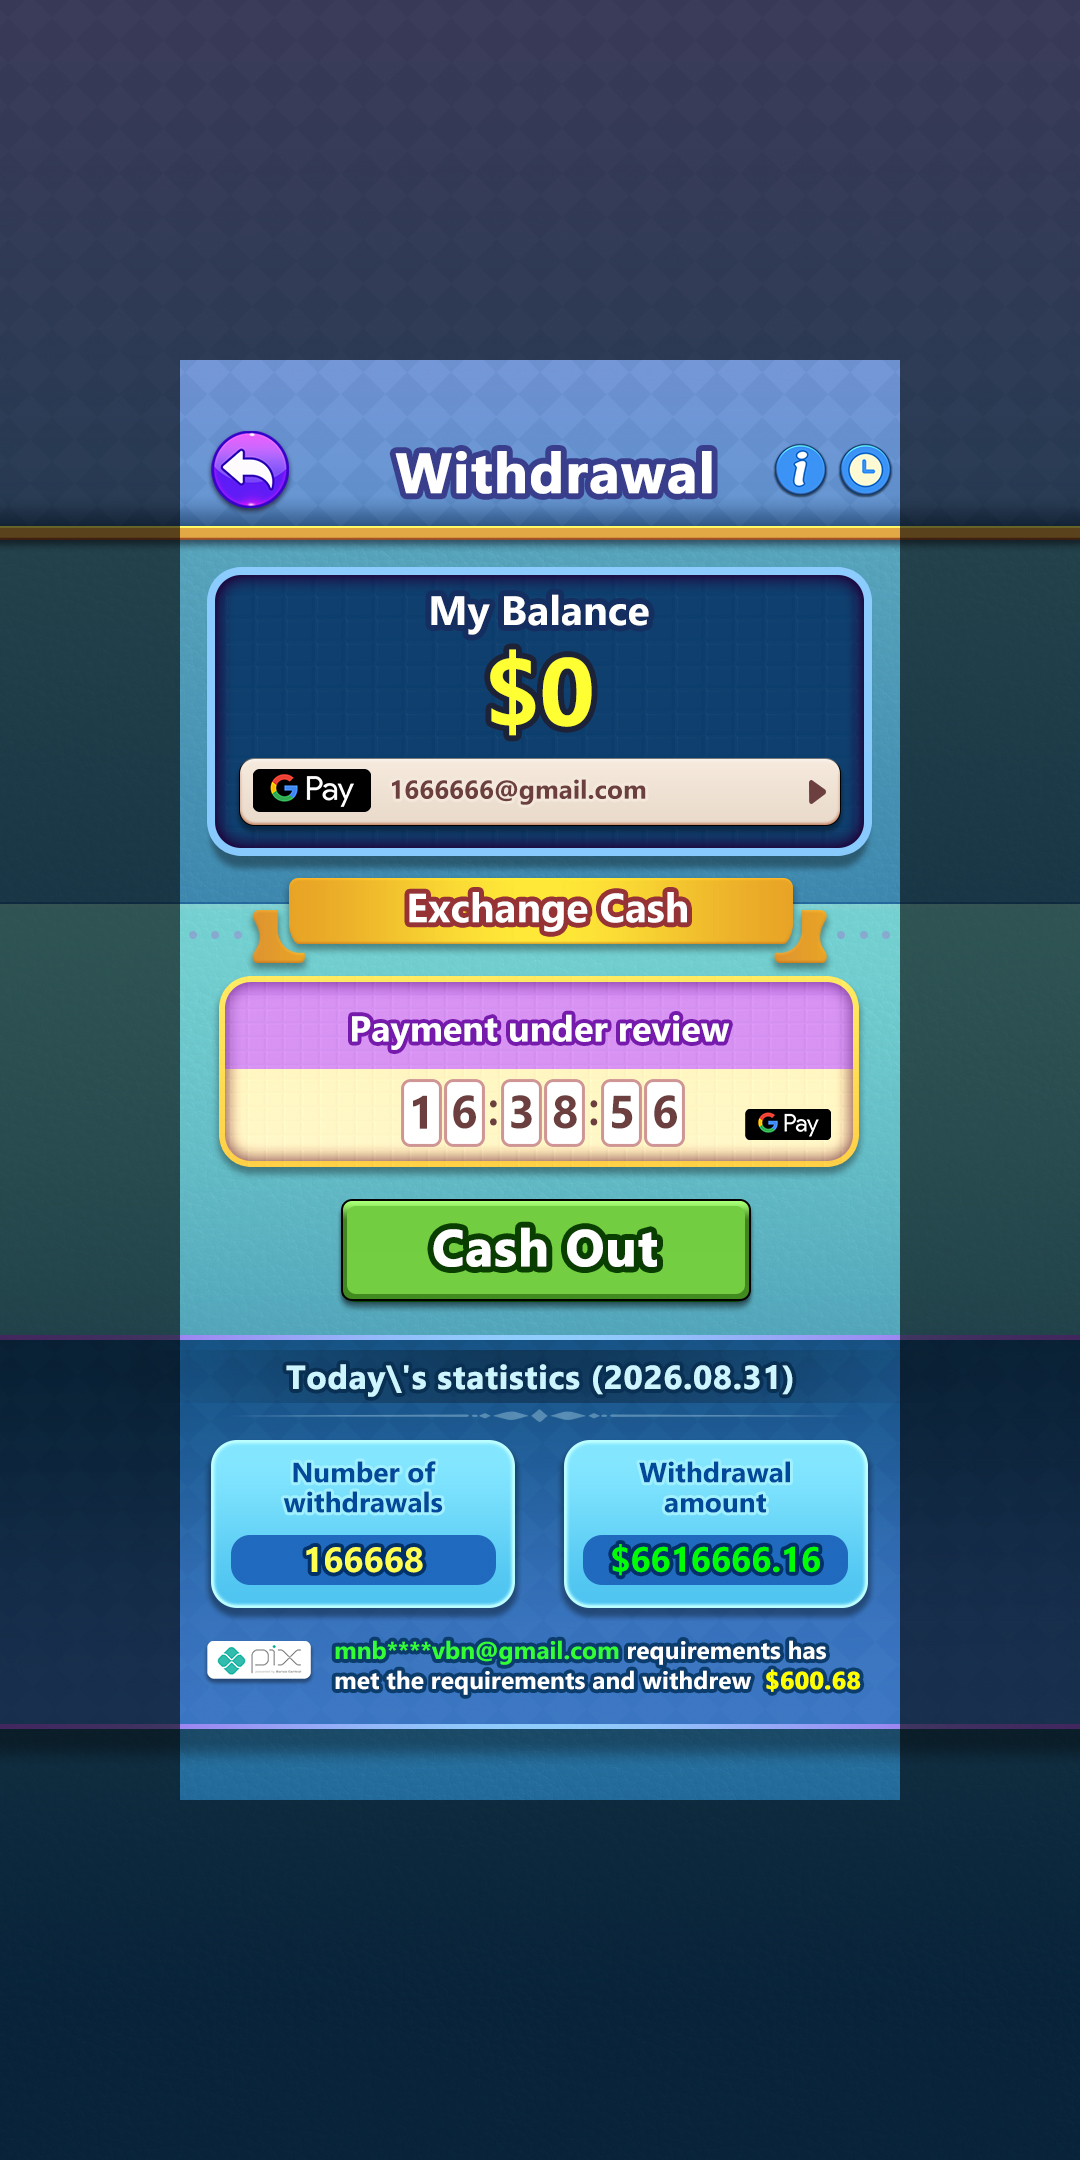 Withdrawal
My Balance
$0
G Pay 1666666@gmail.com
Exchange Cash
Payment under review
16:38:56
G Pay
Cash Out
Today\'s statistics (2026.08.31)
Number of
withdrawals
166668
Withdrawal
amount
$6616666.16
pix
mnb****vbn@gmail.com requirements has
met the requirements and withdrew $600.68